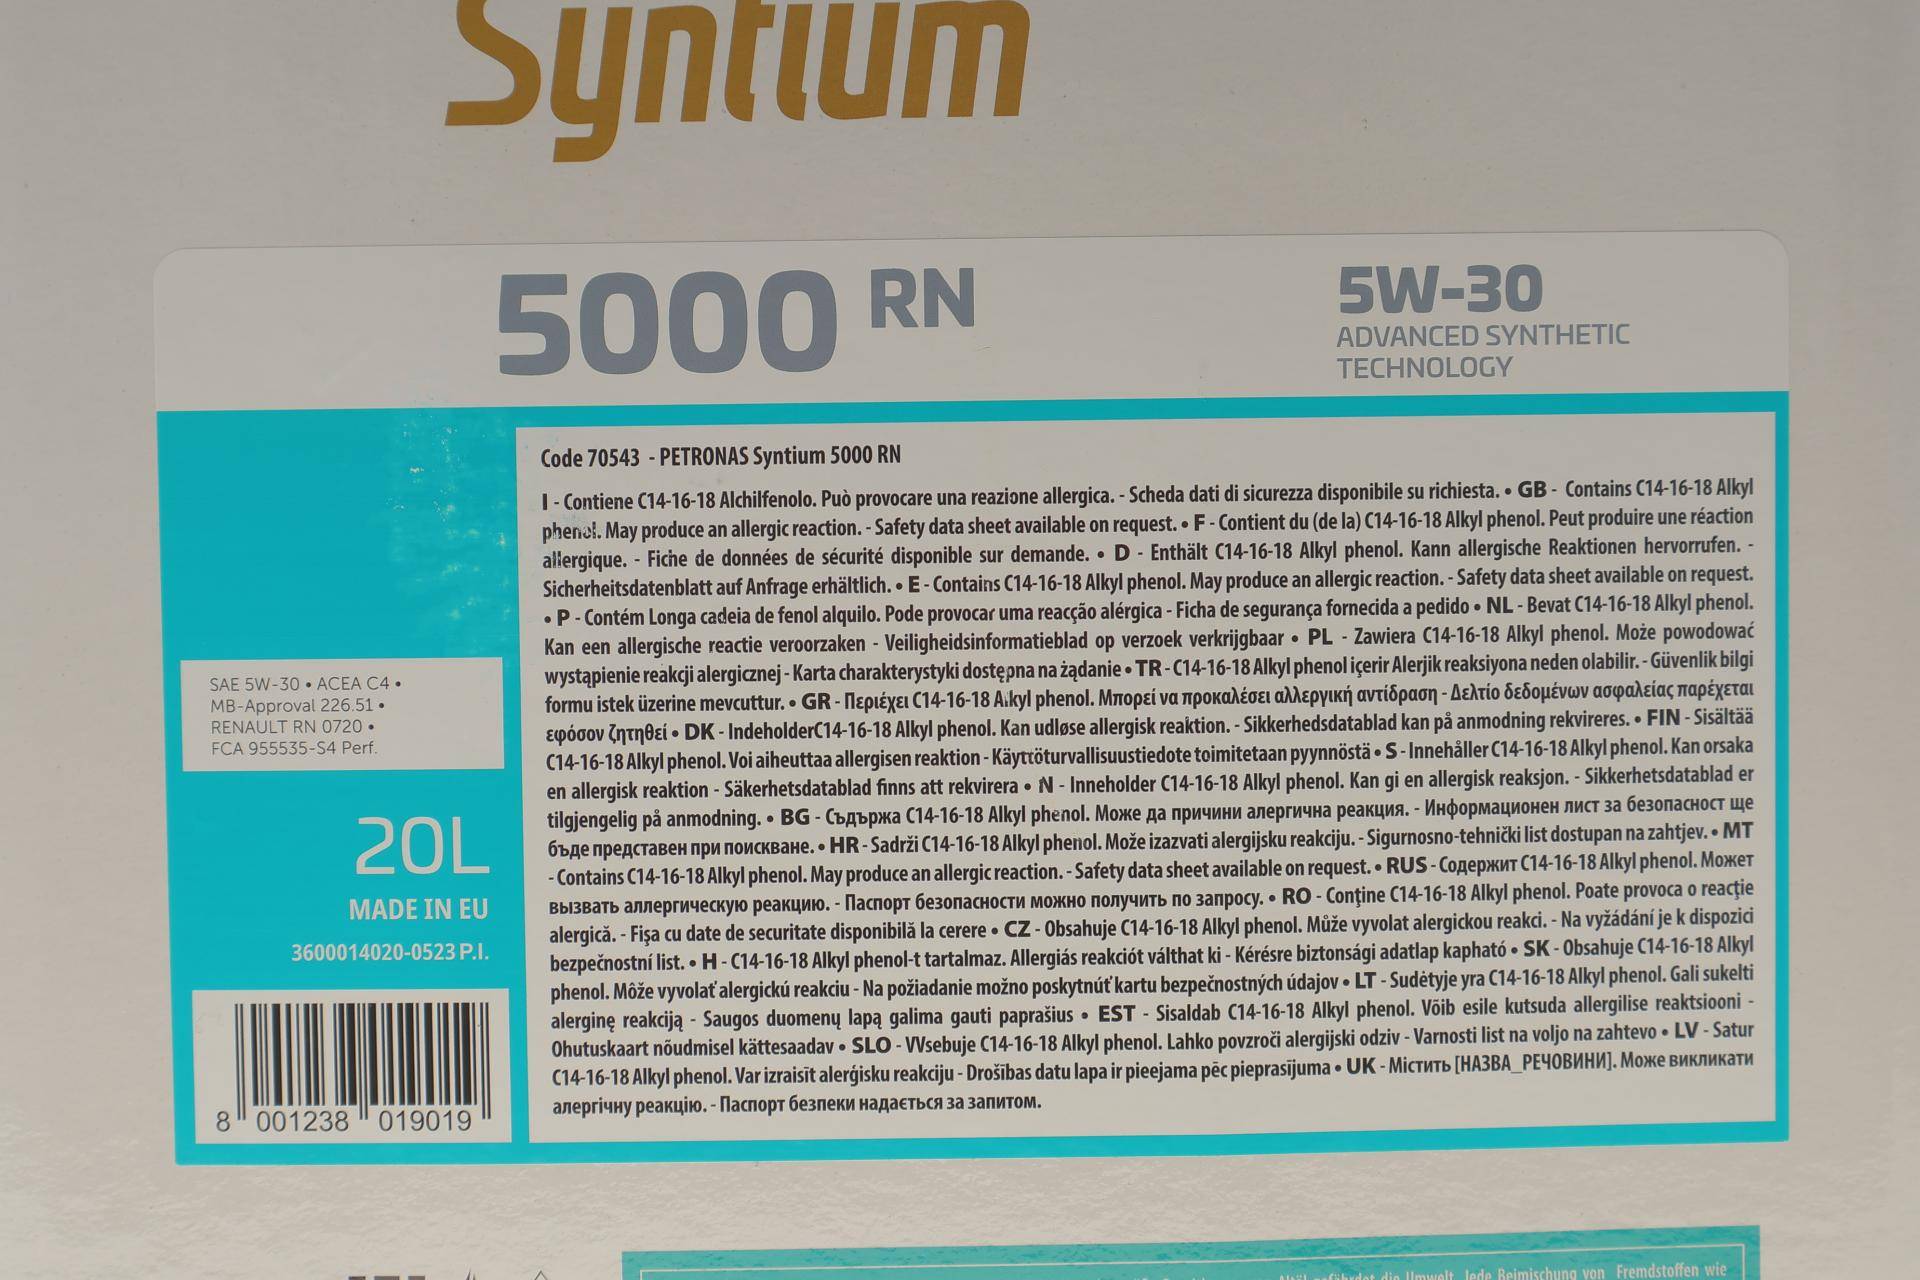 Syntium
5000 RN
5W-30
ADVANCED SYNTHETIC
TECHNOLOGY
Code 70543 - PETRONAS Syntium 5000 RN
I - Contiene C14-16-18 Alchilfenolo. Può provocare una reazione allergica. - Scheda dati di sicurezza disponibile su richiesta. • GB - Contains C14-16-18 Alkyl
phenol. May produce an allergic reaction. - Safety data sheet available on request. • F - Contient du (de la) C14-16-18 Alkyl phenol. Peut produire une réaction
allergique. - Fiche de données de sécurité disponible sur demande. • D - Enthält C14-16-18 Alkyl phenol. Kann allergische Reaktionen hervorrufen. -
Sicherheitsdatenblatt auf Anfrage erhältlich. • E - Contains C14-16-18 Alkyl phenol. May produce an allergic reaction. - Safety data sheet available on request.
• P - Contém Longa cadeia de fenol alquilo. Pode provocar uma reacção alérgica - Ficha de segurança fornecida a pedido • NL - Bevat C14-16-18 Alkyl phenol.
Kan een allergische reactie veroorzaken - Veiligheidsinformatieblad op verzoek verkrijgbaar • PL - Zawiera C14-16-18 Alkyl phenol. Może powodować
wystąpienie reakcji alergicznej - Karta charakterystyki dostępna na żądanie • TR - C14-16-18 Alkyl phenol içerir Alerjik reaksiyona neden olabilir. - Güvenlik bilgi
formu istek üzerine mevcuttur. • GR - Περιέχει C14-16-18 Alkyl phenol. Μπορεί να προκαλέσει αλλεργική αντίδραση - Δελτίο δεδομένων ασφαλείας παρέχεται
εφόσον ζητηθεί • DK - IndeholderC14-16-18 Alkyl phenol. Kan udløse allergisk reaktion. - Sikkerhedsdatablad kan på anmodning rekvireres. • FIN - Sisältää
C14-16-18 Alkyl phenol. Voi aiheuttaa allergisen reaktion - Käyttöturvallisuustiedote toimitetaan pyynnöstä • S - Innehåller C14-16-18 Alkyl phenol. Kan orsaka
en allergisk reaktion - Säkerhetsdatablad finns att rekvirera • N - Inneholder C14-16-18 Alkyl phenol. Kan gi en allergisk reaksjon. - Sikkerhetsdatablad er
tilgjengelig på anmodning. • BG - Съдържа C14-16-18 Alkyl phenol. Може да причини алергична реакция. - Информационен лист за безопасност ще
бъде представен при поискване. • HR - Sadrži C14-16-18 Alkyl phenol. Može izazvati alergijsku reakciju. - Sigurnosno-tehnički list dostupan na zahtjev. • MT
- Contains C14-16-18 Alkyl phenol. May produce an allergic reaction. - Safety data sheet available on request. • RUS - Содержит C14-16-18 Alkyl phenol. Может
вызвать аллергическую реакцию. - Паспорт безопасности можно получить по запросу. • RO - Conţine C14-16-18 Alkyl phenol. Poate provoca o reacţie
alergică. - Fişa cu date de securitate disponibilă la cerere • CZ - Obsahuje C14-16-18 Alkyl phenol. Může vyvolat alergickou reakci. - Na vyžádání je k dispozici
bezpečnostní list. • H - C14-16-18 Alkyl phenol-t tartalmaz. Allergiás reakciót válthat ki - Kérésre biztonsági adatlap kapható • SK - Obsahuje C14-16-18 Alkyl
phenol. Môže vyvolať alergickú reakciu - Na požiadanie možno poskytnúť kartu bezpečnostných údajov • LT - Sudėtyje yra C14-16-18 Alkyl phenol. Gali sukelti
alerginę reakciją - Saugos duomenų lapą galima gauti paprašius • EST - Sisaldab C14-16-18 Alkyl phenol. Võib esile kutsuda allergilise reaktsiooni -
Ohutuskaart nõudmisel kättesaadav • SLO - VVsebuje C14-16-18 Alkyl phenol. Lahko povzroči alergijski odziv - Varnosti list na voljo na zahtevo • LV - Satur
C14-16-18 Alkyl phenol. Var izraisīt alerģisku reakciju - Drošības datu lapa ir pieejama pēc pieprasījuma • UK - Містить [НАЗВА_РЕЧОВИНИ]. Може викликати
алергічну реакцію. - Паспорт безпеки надається за запитом.
SAE 5W-30 • ACEA C4 •
MB-Approval 226.51 •
RENAULT RN 0720 •
FCA 955535-S4 Perf.
20L
MADE IN EU
3600014020-0523 P.I.
8 001238 019019
Altöl gefährdet die Umwelt. Jede Beimischung von Fremdstoffen wie